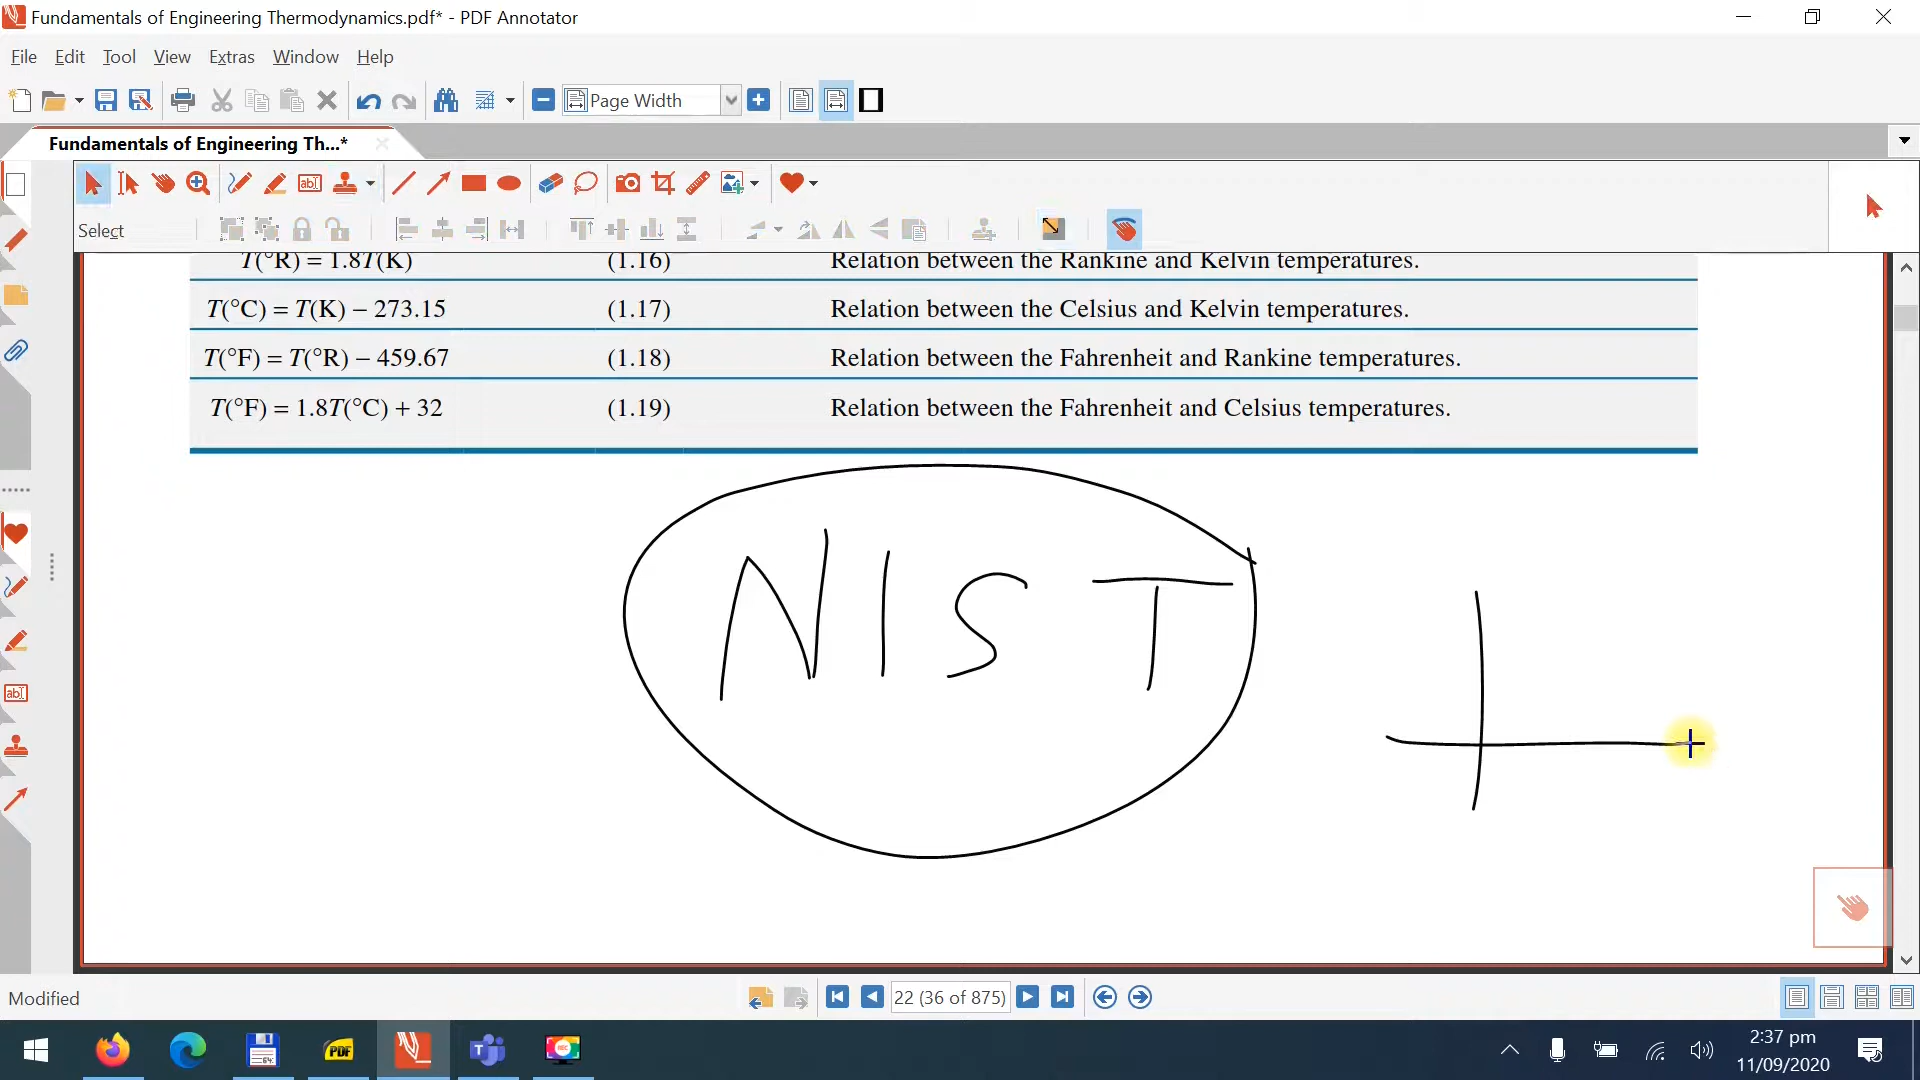 Fundamentals of Engineering Thermodynamics.pdf* - PDF Annotator
File Edit Tool View Extras Window Help
Page Width
Fundamentals of Engineering Th...*
Select
T(°R) = 1.8T(K) (1.16) Relation between the Rankine and Kelvin temperatures.
T(°C) = T(K) − 273.15 (1.17) Relation between the Celsius and Kelvin temperatures.
T(°F) = T(°R) − 459.67 (1.18) Relation between the Fahrenheit and Rankine temperatures.
T(°F) = 1.8T(°C) + 32 (1.19) Relation between the Fahrenheit and Celsius temperatures.
NIST
Modified
22 (36 of 875)
64
PDF
2:37 pm
11/09/2020